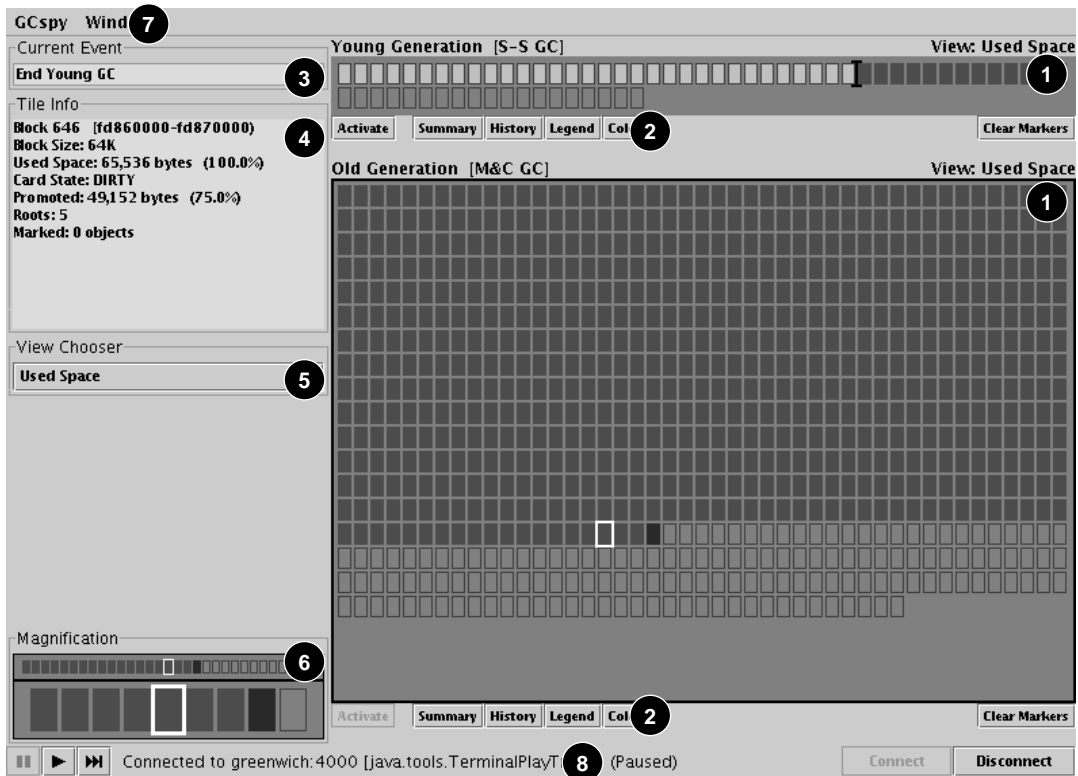 GCspy Wind 7
Current Event
End Young GC 3
Tile Info
Block 646 [fd860000-fd870000) 4
Block Size: 64K
Used Space: 65,536 bytes (100.0%)
Card State: DIRTY
Promoted: 49,152 bytes (75.0%)
Roots: 5
Marked: 0 objects
View Chooser
Used Space 5
Magnification
6
Young Generation [S-S GC] View: Used Space
1
Activate Summary History Legend Col 2 Clear Markers
Old Generation [M&C GC] View: Used Space
1
Activate Summary History Legend Col 2 Clear Markers
Connected to greenwich:4000 [java.tools.TerminalPlayT 8 (Paused) Connect Disconnect